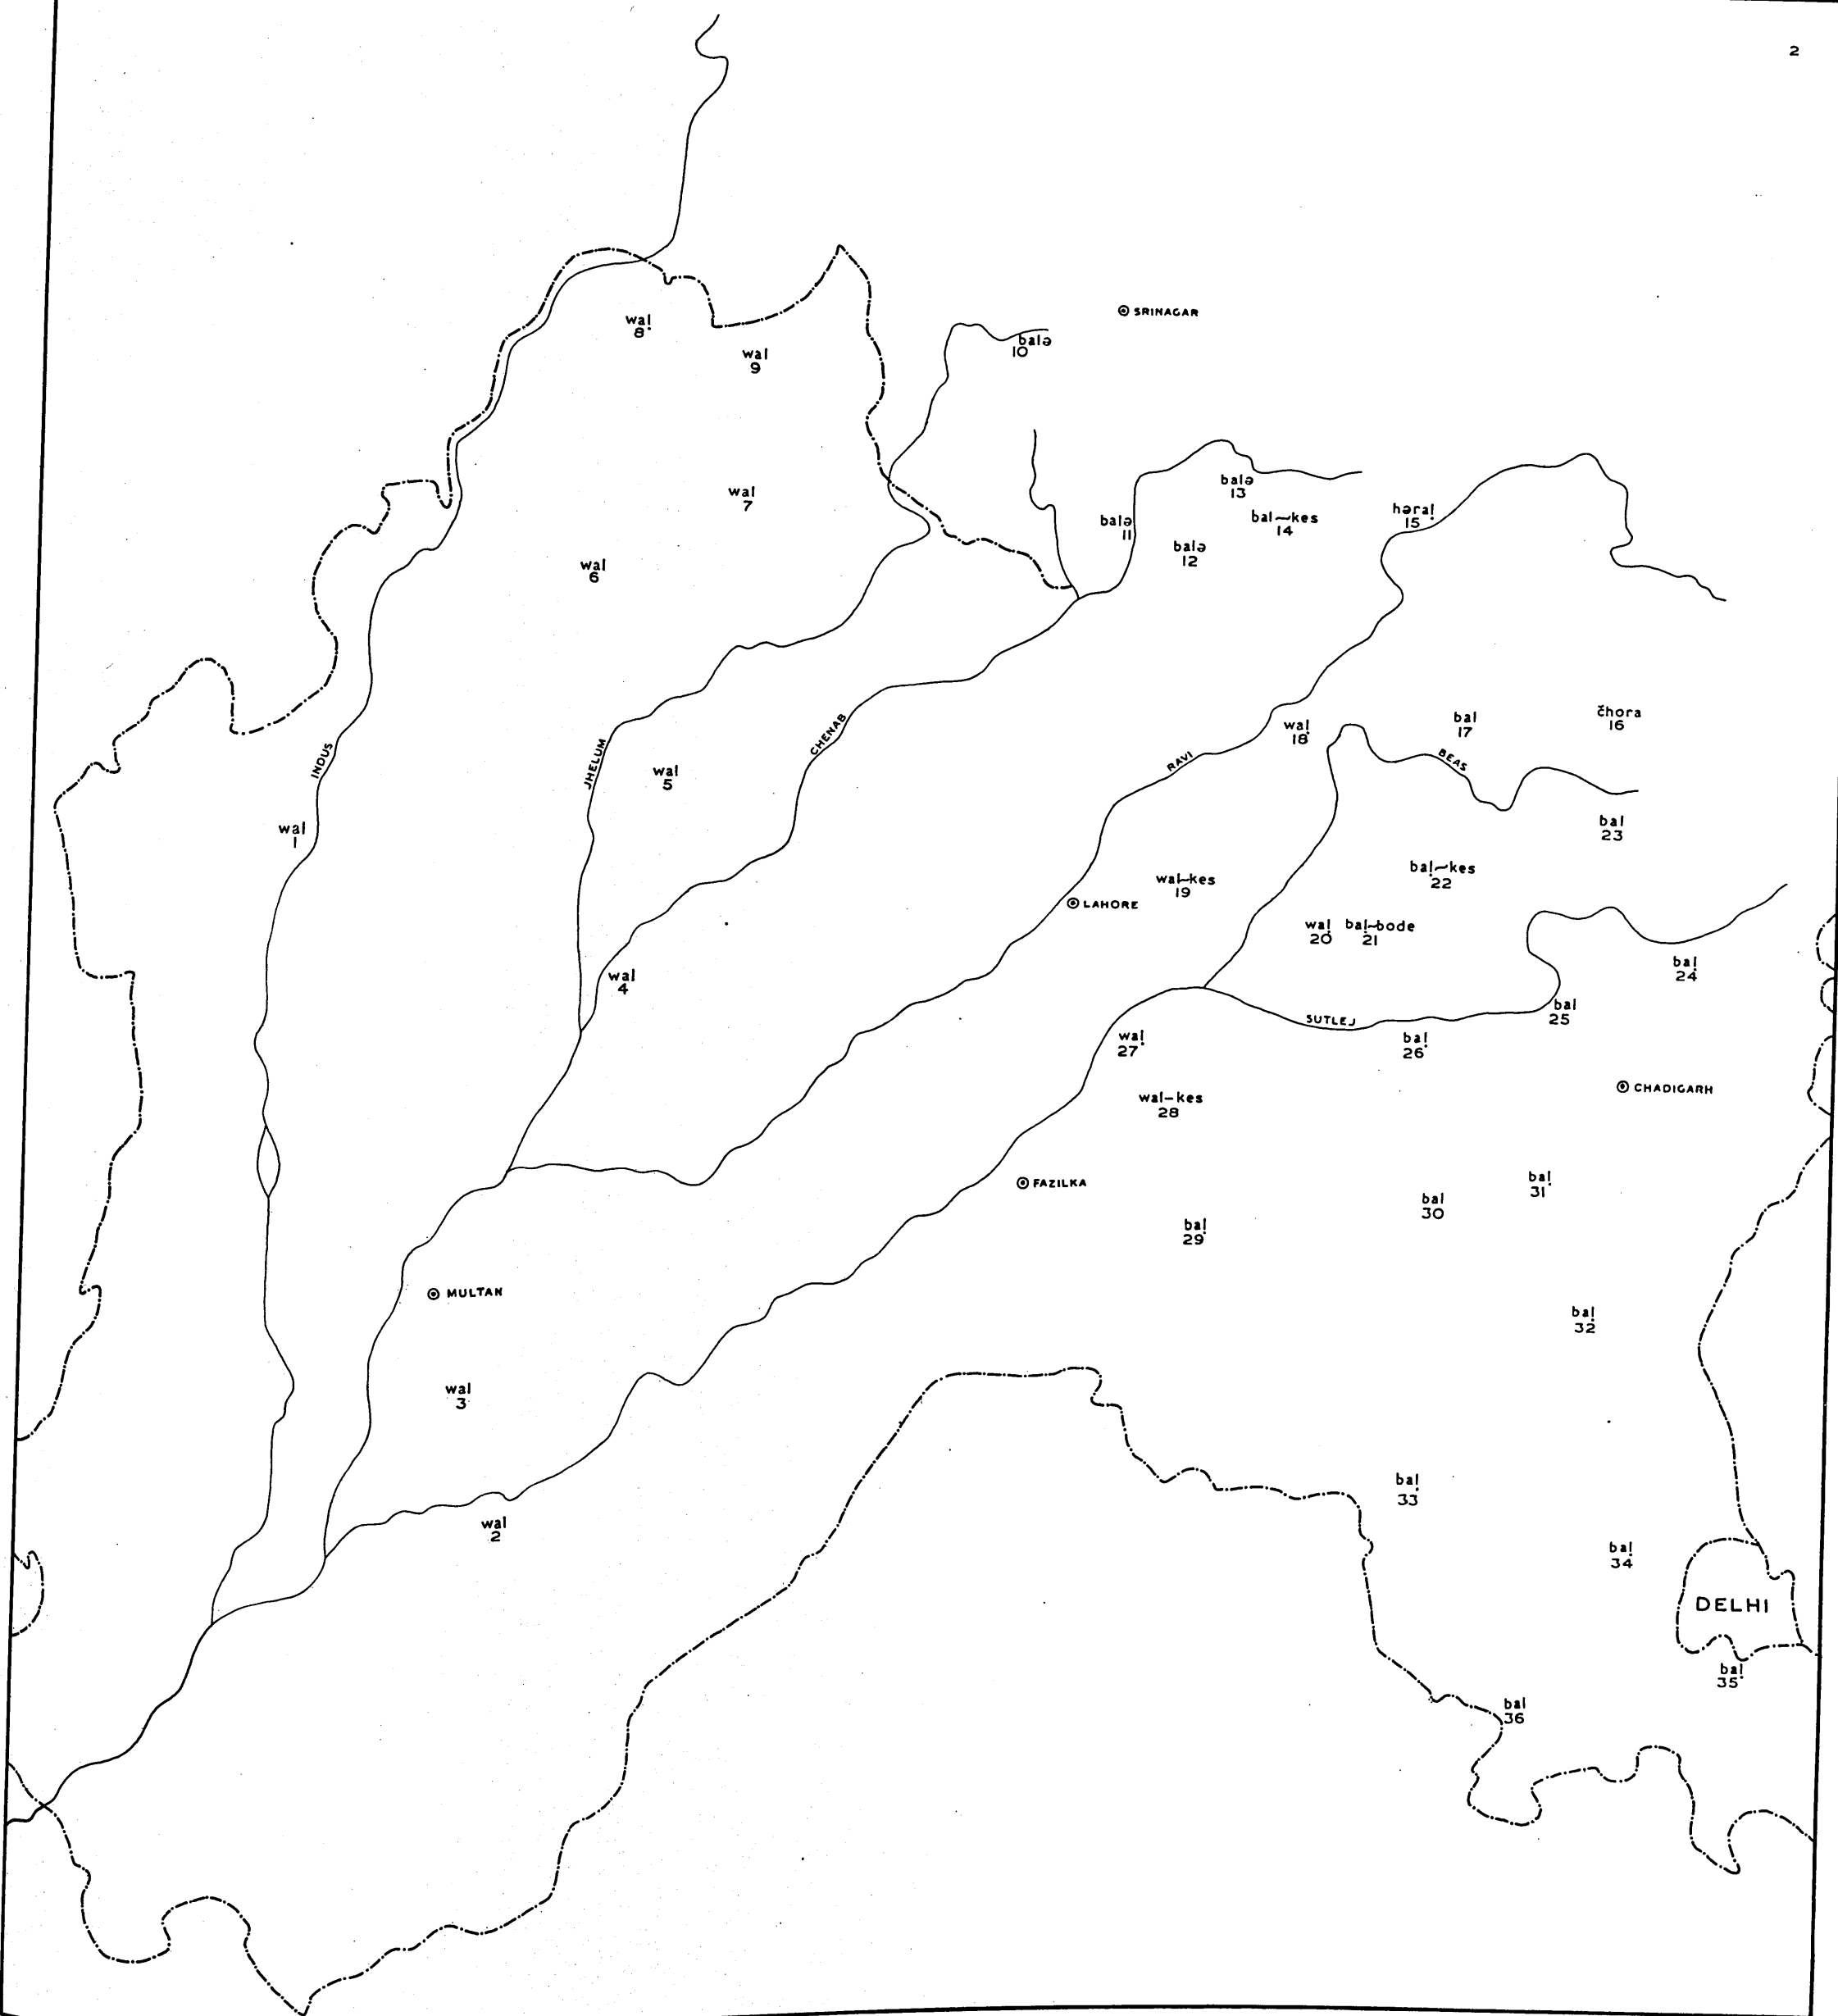 2
SRINAGAR
wal
8
balə
10
wal
9
balə
13
wal
7
həral
15
bal~kes
14
balə
11
balə
12
wal
6
čhora
16
bal
17
wal
18
CHENAB
INDUS
JHELUM
RAVI
BEAS
wal
5
wal
1
bal
23
bal~kes
22
wal~kes
19
LAHORE
wal
20
bal~bode
21
bal
24
wal
4
bal
25
SUTLEJ
wal
27
bal
26
CHADIGARH
wal~kes
28
FAZILKA
bal
31
bal
30
bal
29
MULTAN
bal
32
wal
3
bal
33
wal
2
bal
34
DELHI
bal
35
bal
36